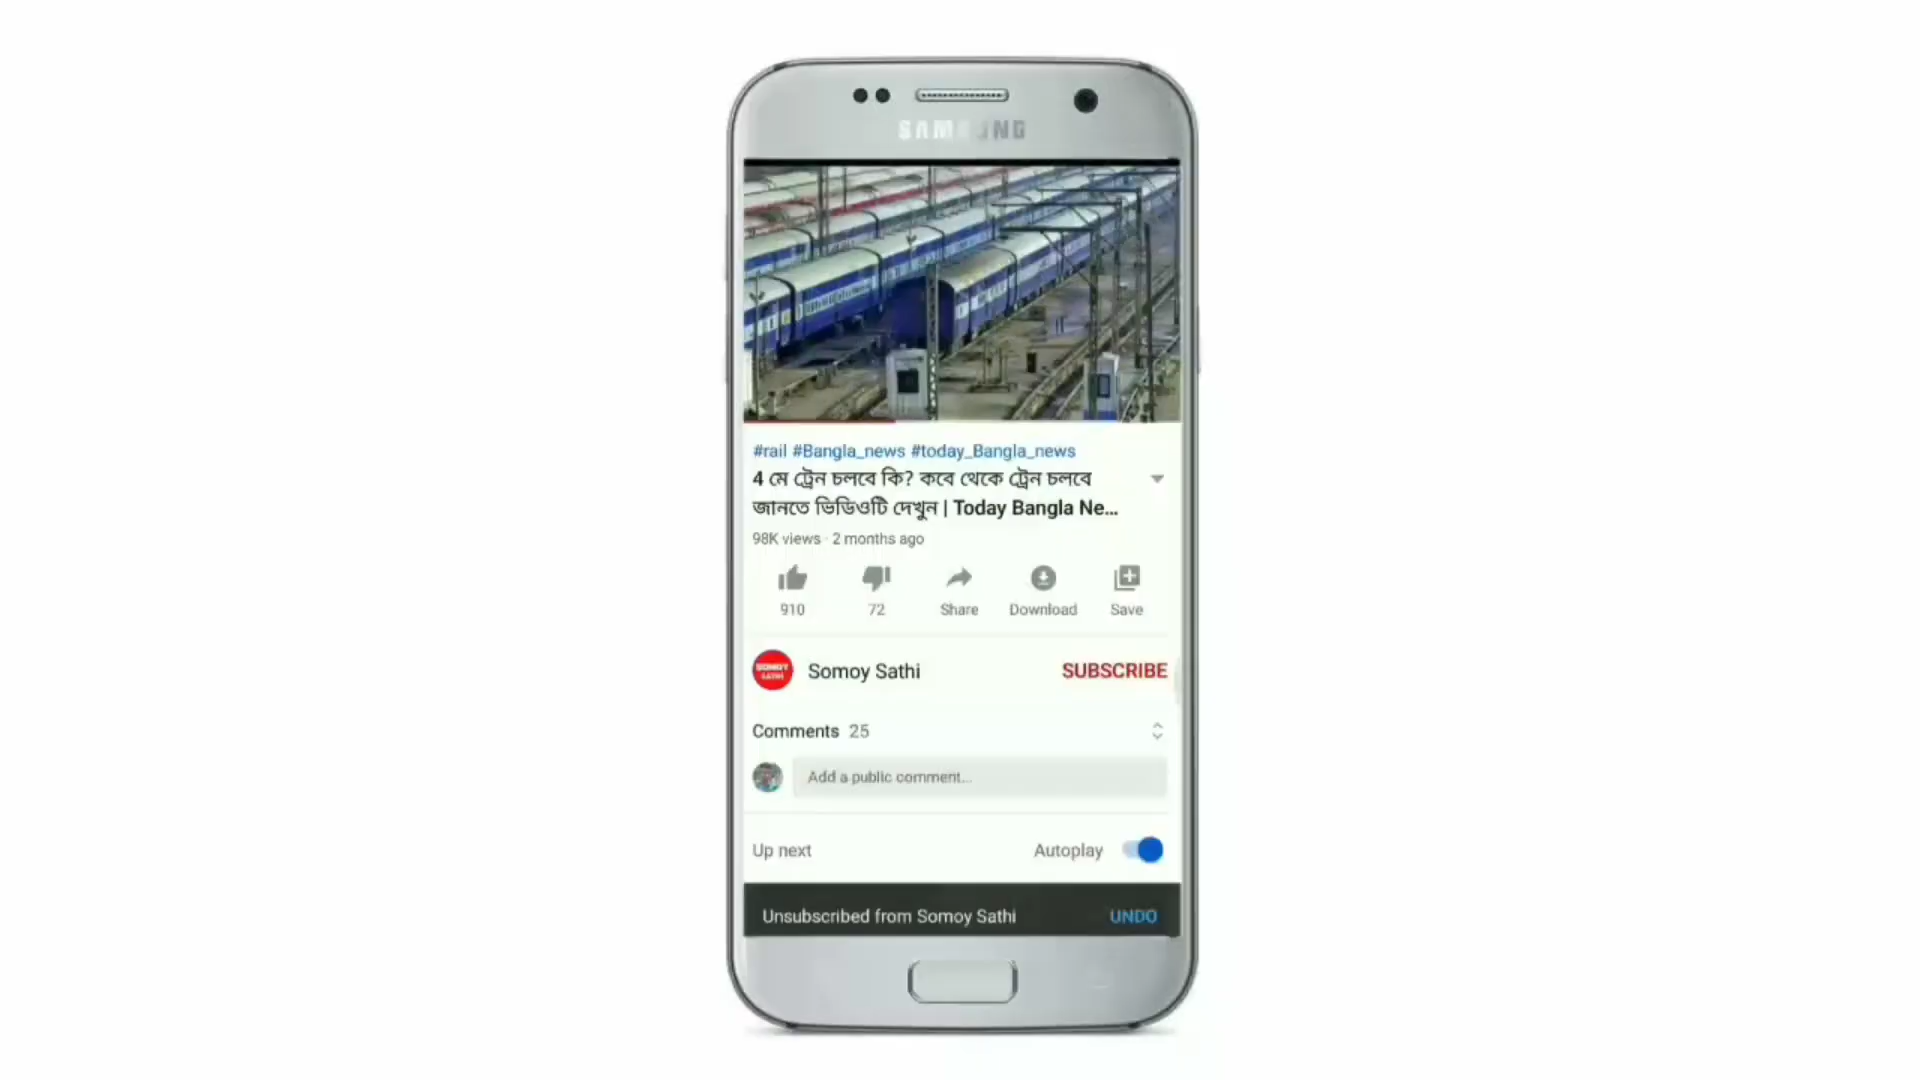 SAMSUNG
#rail #Bangla_news #today_Bangla_news
4 মে ট্রেন চলবে কি? কবে থেকে ট্রেন চলবে
জানতে ভিডিওটি দেখুন | Today Bangla Ne...
98K views · 2 months ago
910 72 Share Download Save
SOMOY
SATHI
Somoy Sathi SUBSCRIBE
Comments 25
Add a public comment...
Up next Autoplay
Unsubscribed from Somoy Sathi UNDO